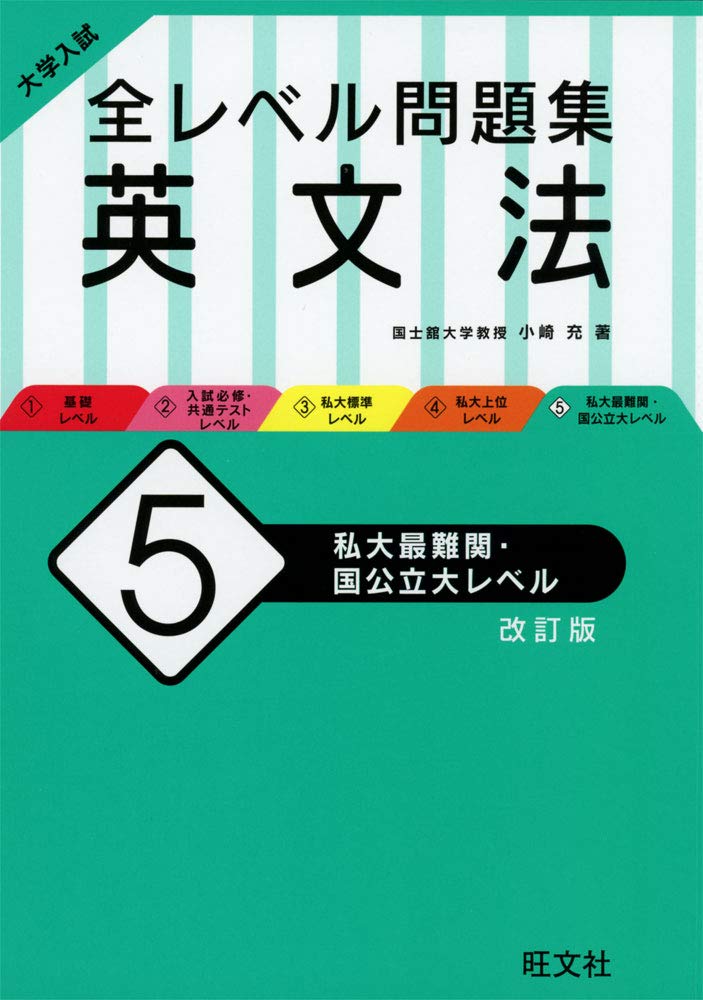 大学入試
全レベル問題集
英文法
国士舘大学教授 小崎 充 著
1 基礎
レベル
2 入試必修・
共通テスト
レベル
3 私大標準
レベル
4 私大上位
レベル
5 私大最難関・
国公立大レベル
5
私大最難関・
国公立大レベル
改訂版
旺文社